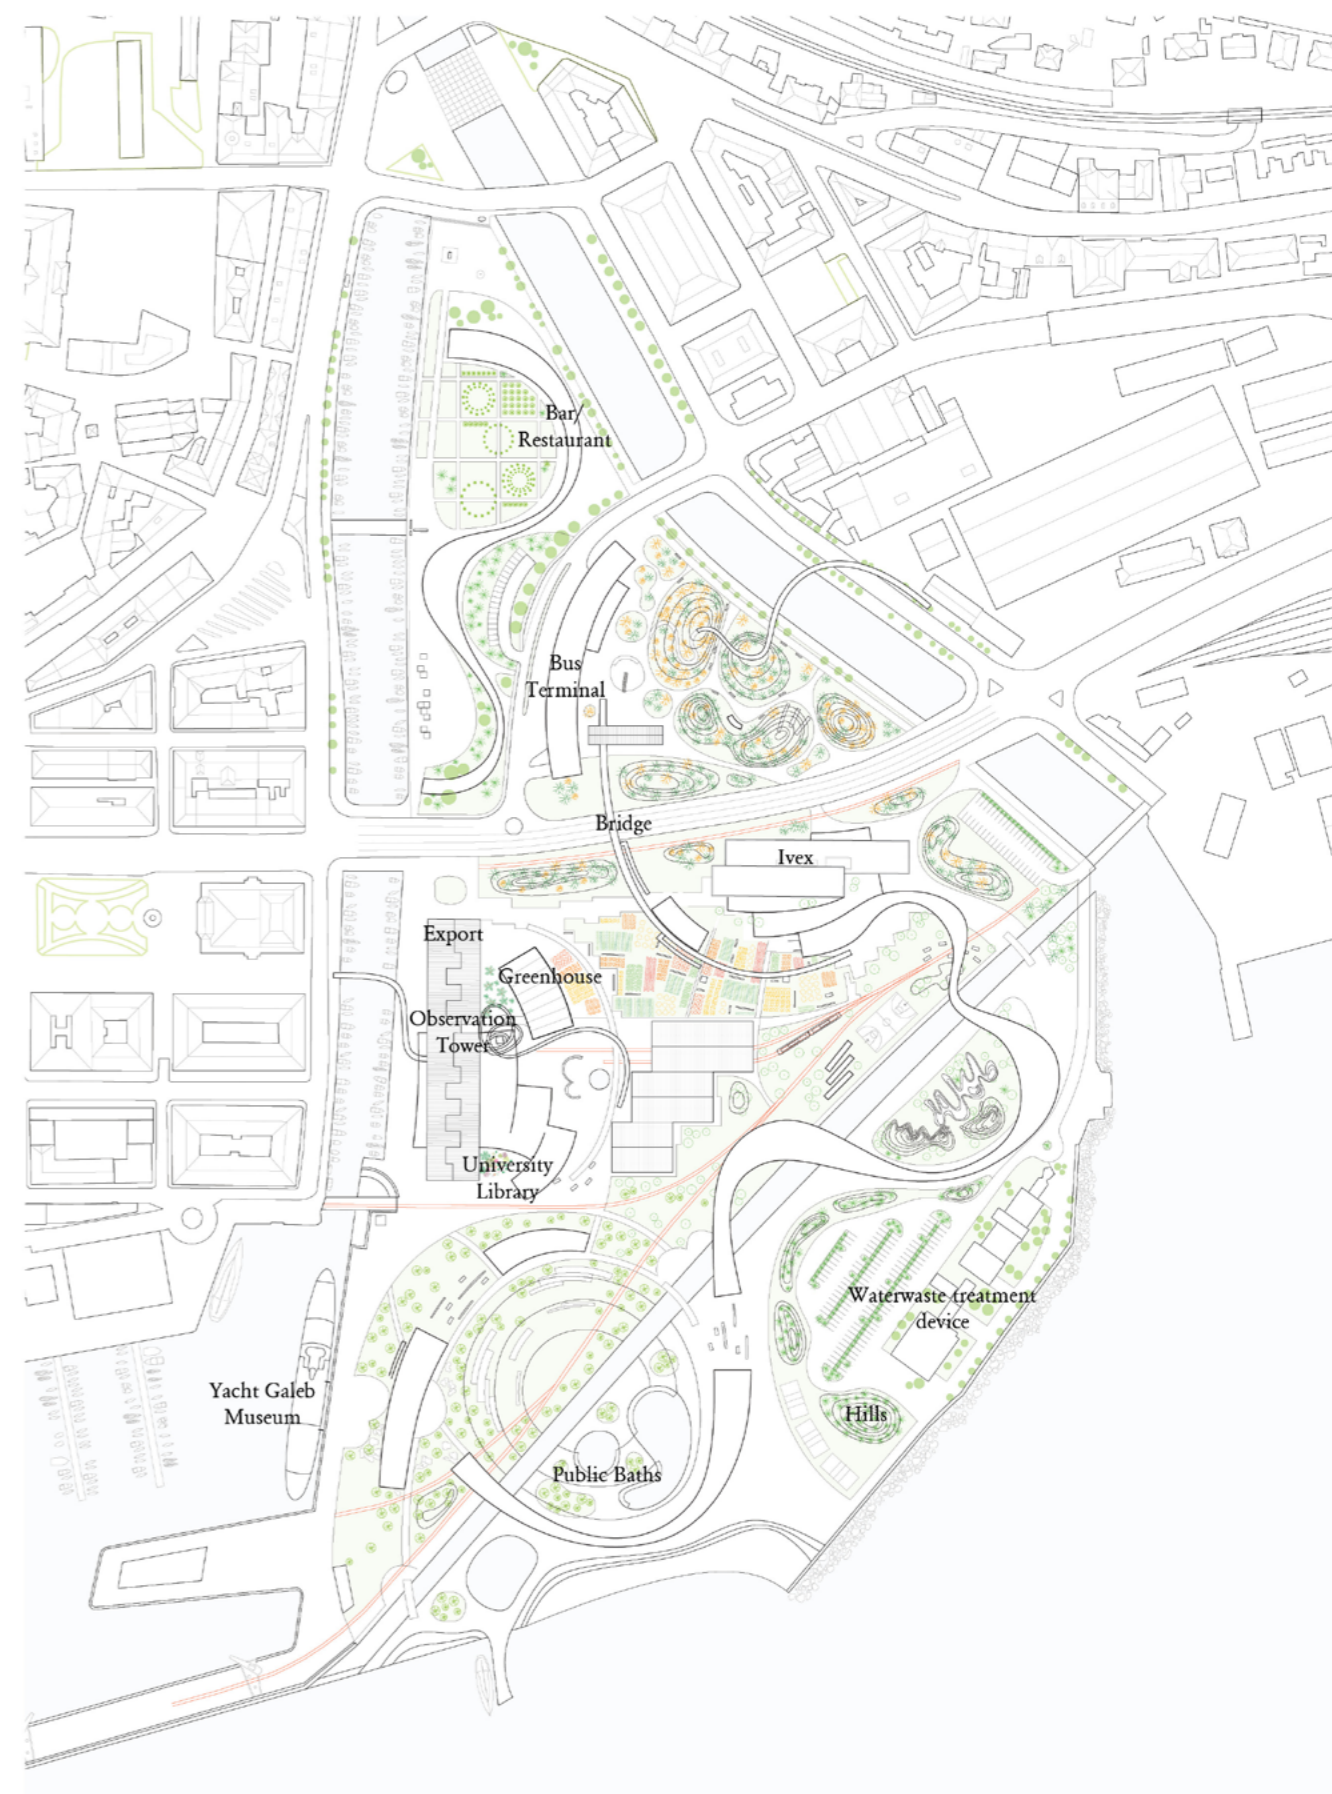 Bar/
Restaurant
Bus
Terminal
Bridge
Ivex
Export
Greenhouse
Observation
Tower
University
Library
Waterwaste treatment
device
Yacht Galeb
Museum
Hills
Public Baths